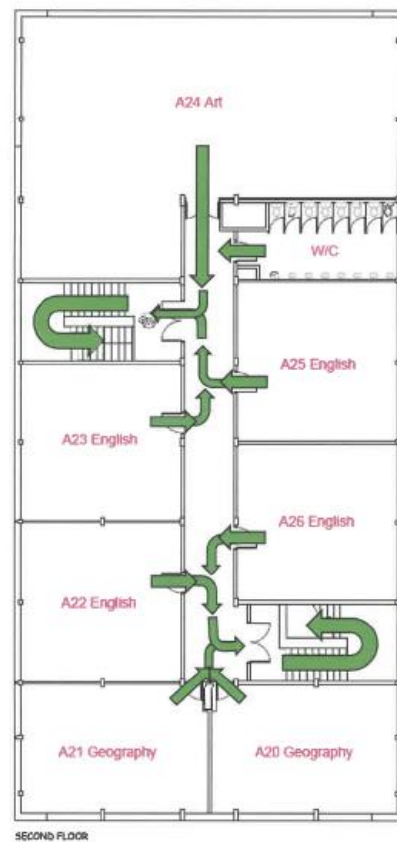 A24 Art
W/C
A25 English
A23 English
A26 English
A22 English
A21 Geography
A20 Geography
SECOND FLOOR